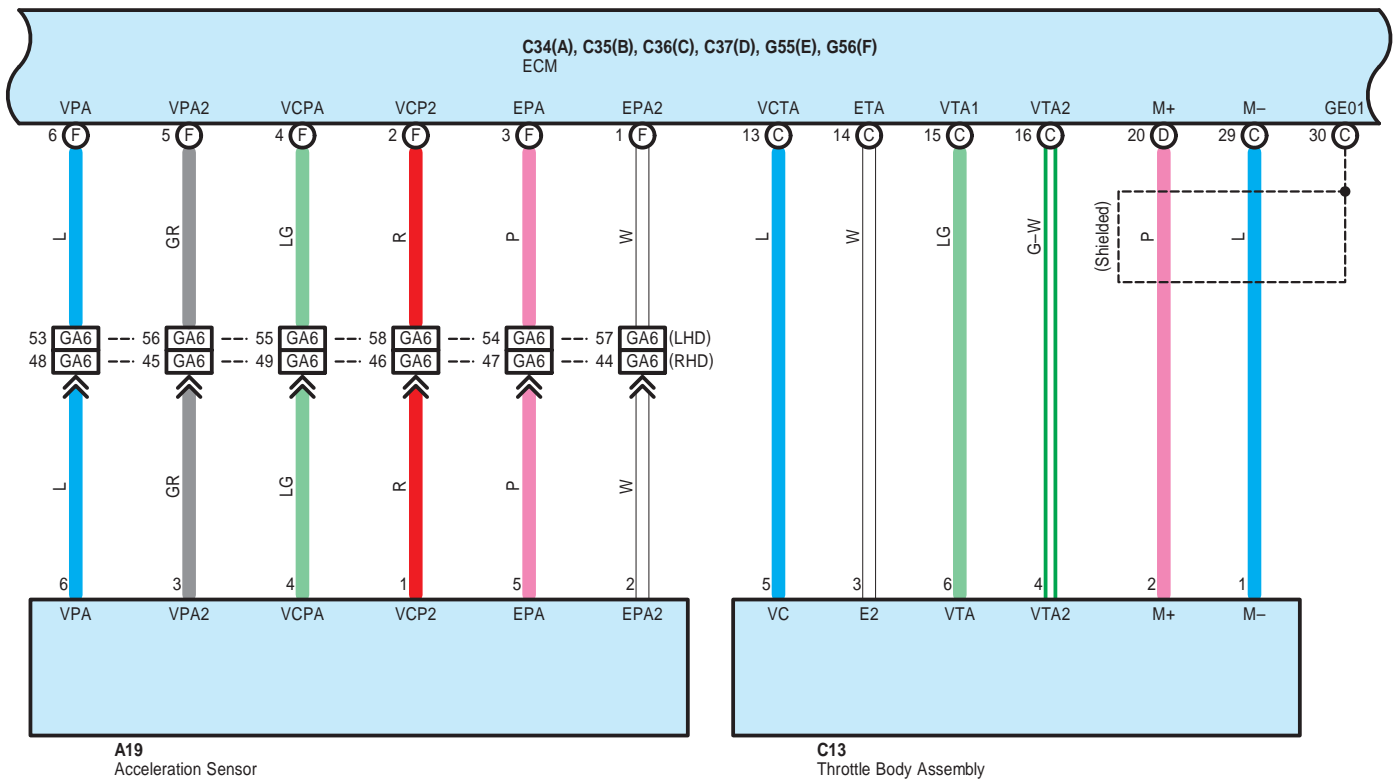 C34(A), C35(B), C36(C), C37(D), G55(E), G56(F)
ECM
VPA VPA2 VCPA VCP2 EPA EPA2 VCTA ETA VTA1 VTA2 M+ M– GE01
6 F 5 F 4 F 2 F 3 F 1 F 13 C 14 C 15 C 16 C 20 D 29 C 30 C
L GR LG R P W L W LG G–W (Shielded) P L
53 GA6 56 GA6 55 GA6 58 GA6 54 GA6 57 GA6 (LHD)
48 GA6 45 GA6 49 GA6 46 GA6 47 GA6 44 GA6 (RHD)
L GR LG R P W
6 3 4 1 5 2 5 3 6 4 2 1
VPA VPA2 VCPA VCP2 EPA EPA2 VC E2 VTA VTA2 M+ M–
A19
Acceleration Sensor
C13
Throttle Body Assembly